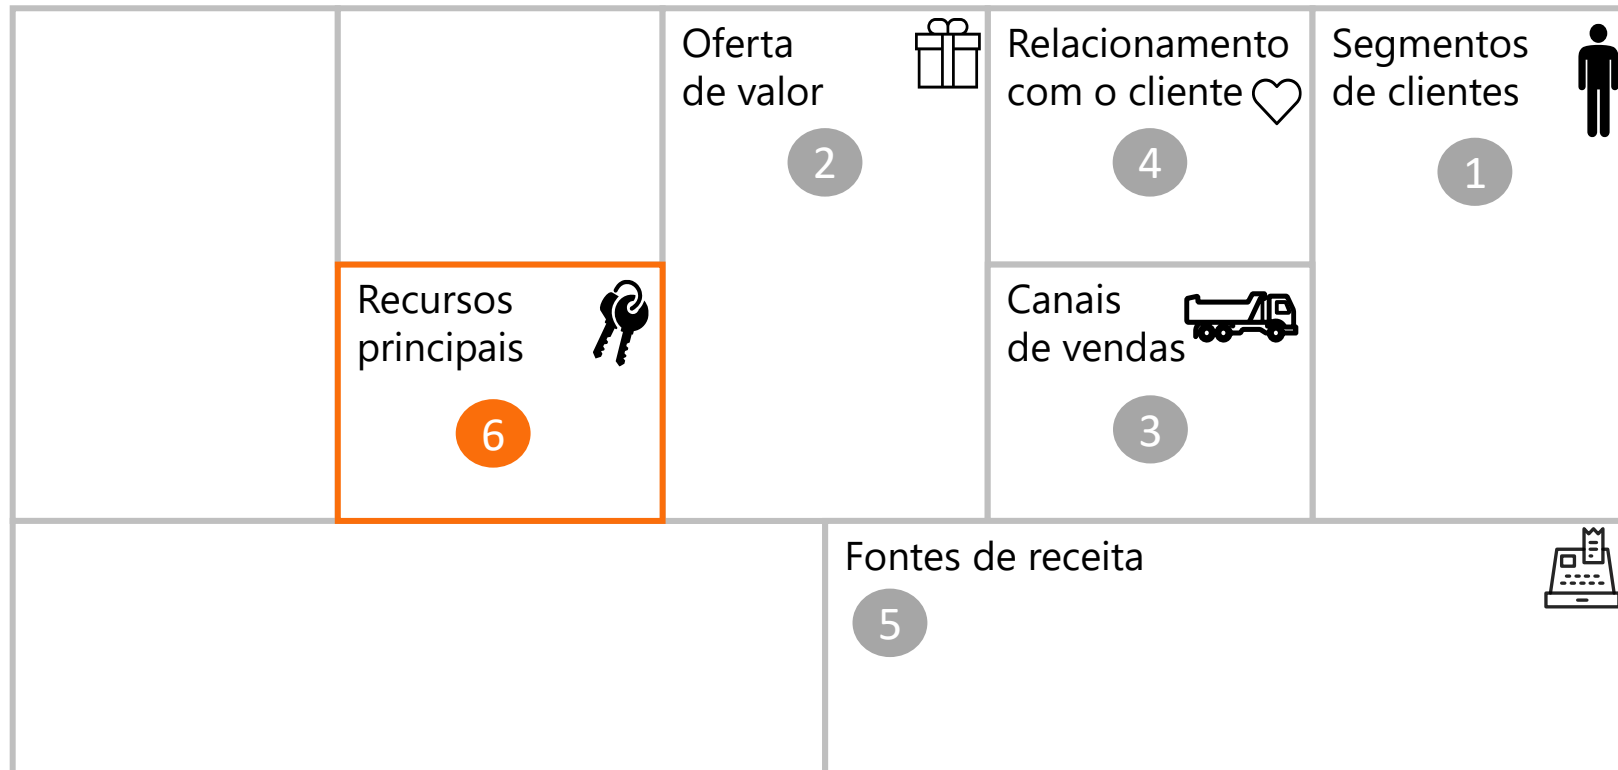 Oferta
de valor
2
Relacionamento
com o cliente
4
Segmentos
de clientes
1
Recursos
principais
6
Canais
de vendas
3
Fontes de receita
5